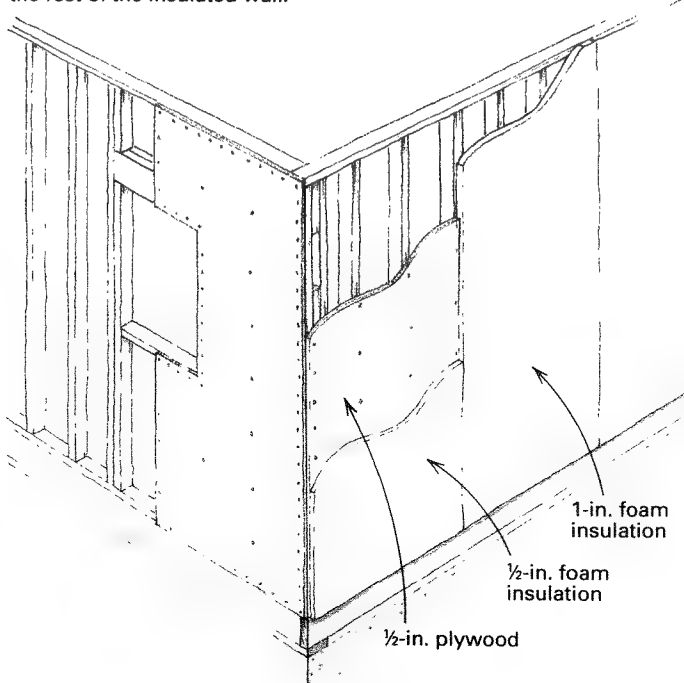 the rest of the insulated wall.
1-in. foam
insulation
½-in. foam
insulation
½-in. plywood